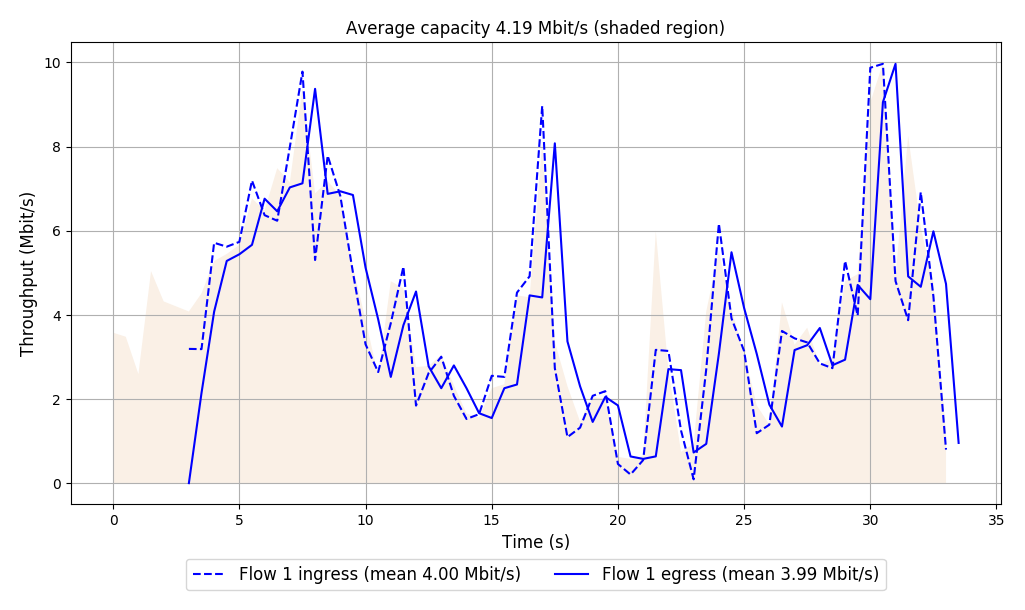 Average capacity 4.19 Mbit/s (shaded region)
Throughput (Mbit/s)
10
8
6
4
2
0
0 5 10 15 20 25 30 35
Time (s)
Flow 1 ingress (mean 4.00 Mbit/s) Flow 1 egress (mean 3.99 Mbit/s)